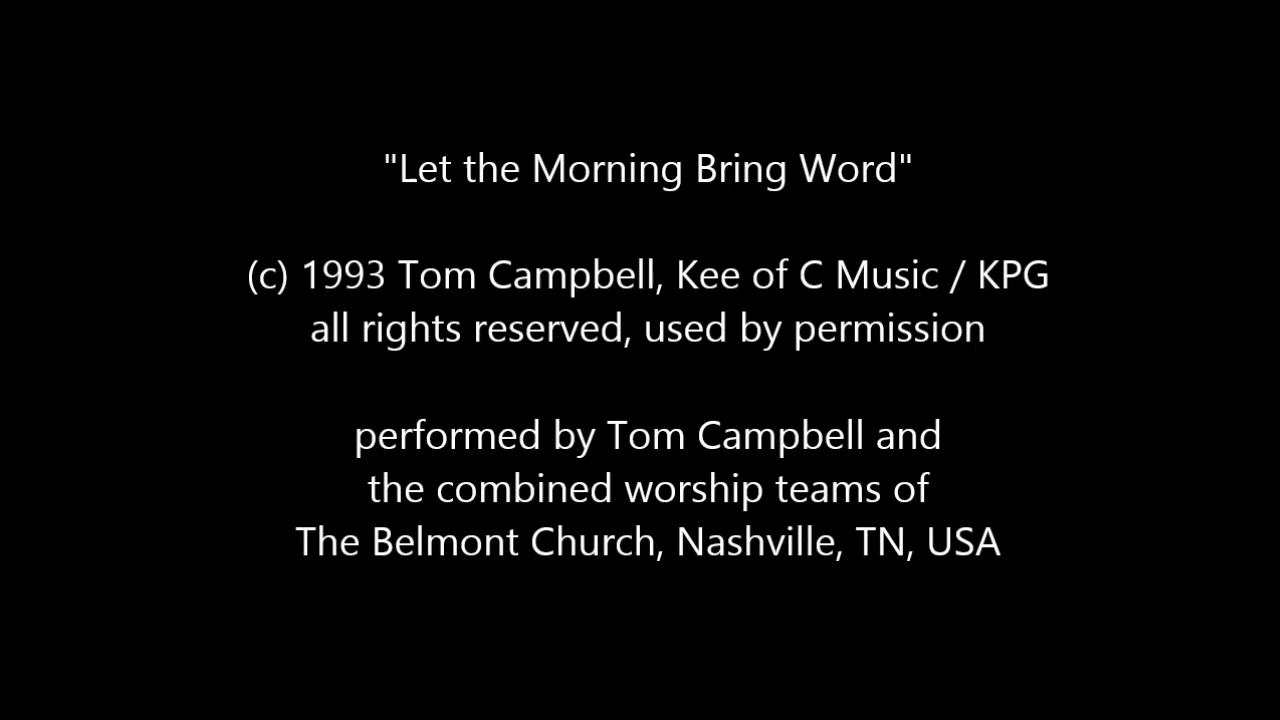 "Let the Morning Bring Word"
(c) 1993 Tom Campbell, Kee of C Music / KPG
all rights reserved, used by permission
performed by Tom Campbell and
the combined worship teams of
The Belmont Church, Nashville, TN, USA